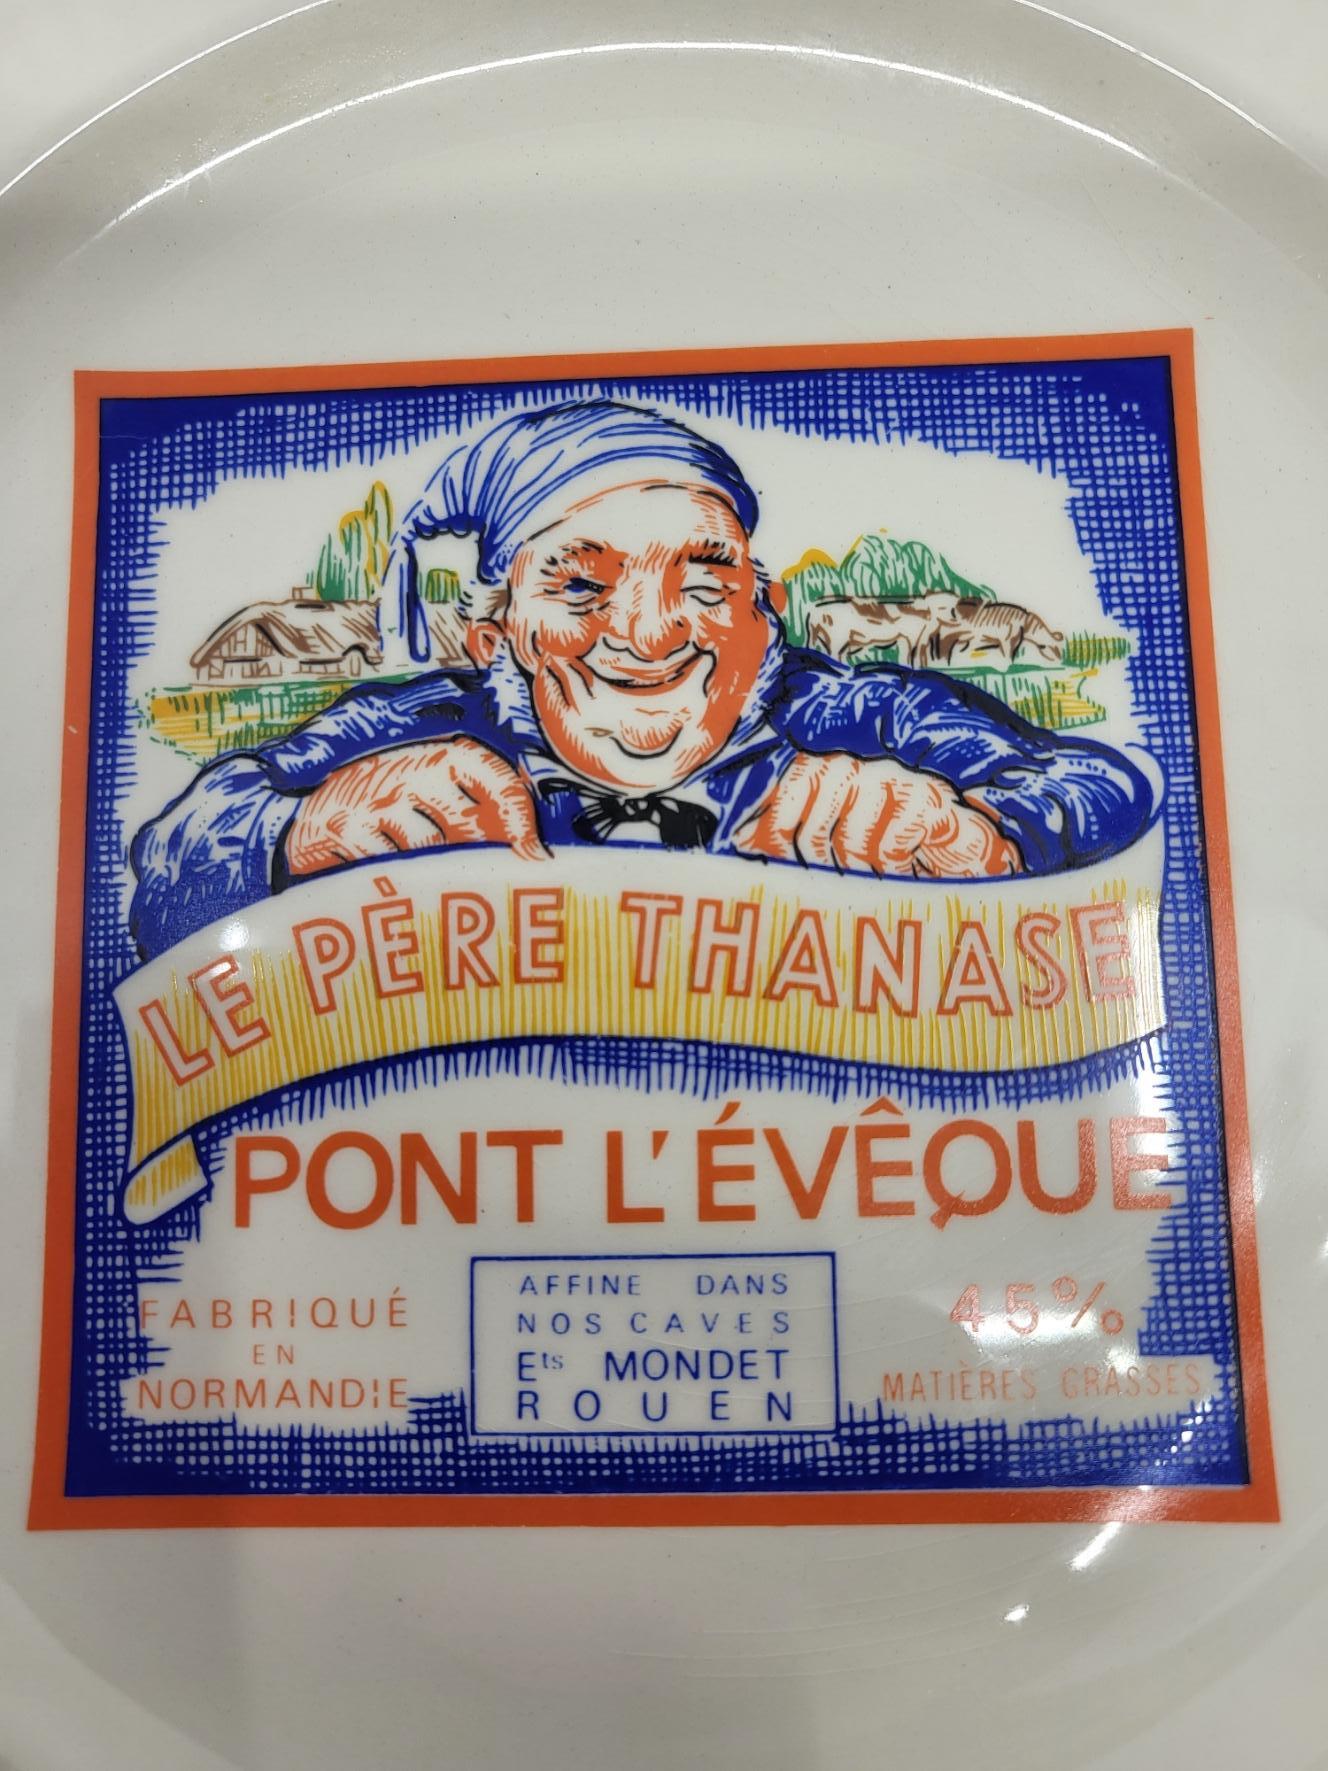 LE PÈRE THANASE
PONT L'ÉVÊQUE
FABRIQUÉ
EN
NORMANDIE
AFFINE DANS
NOS CAVES
Ets MONDET
ROUEN
45%
MATIÈRES GRASSES